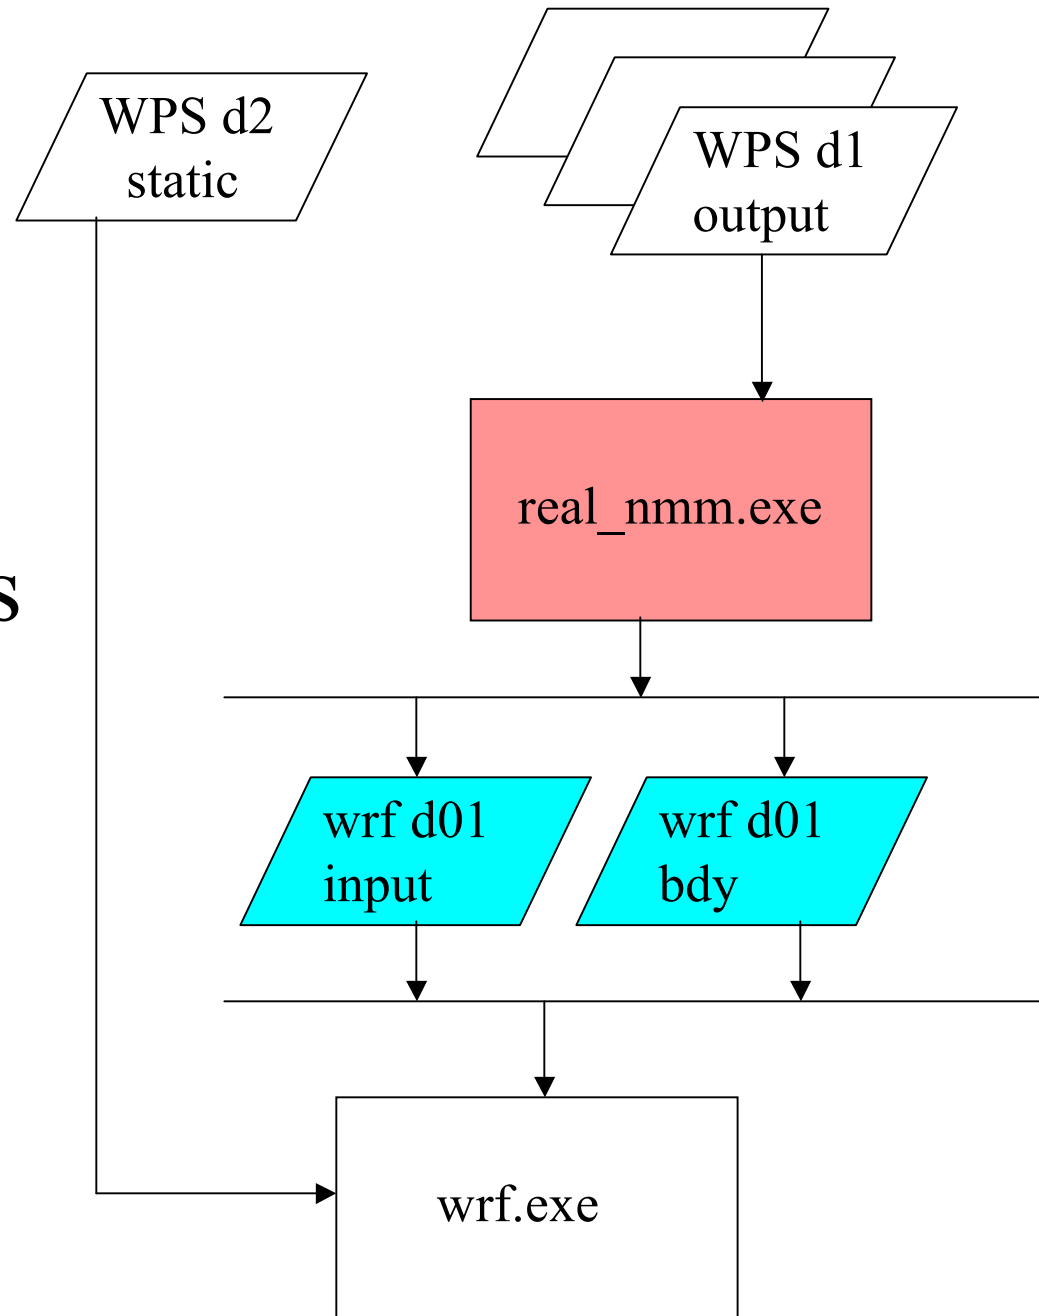 WPS d2
static
WPS d1
output
real_nmm.exe
s
wrf d01
input
wrf d01
bdy
wrf.exe